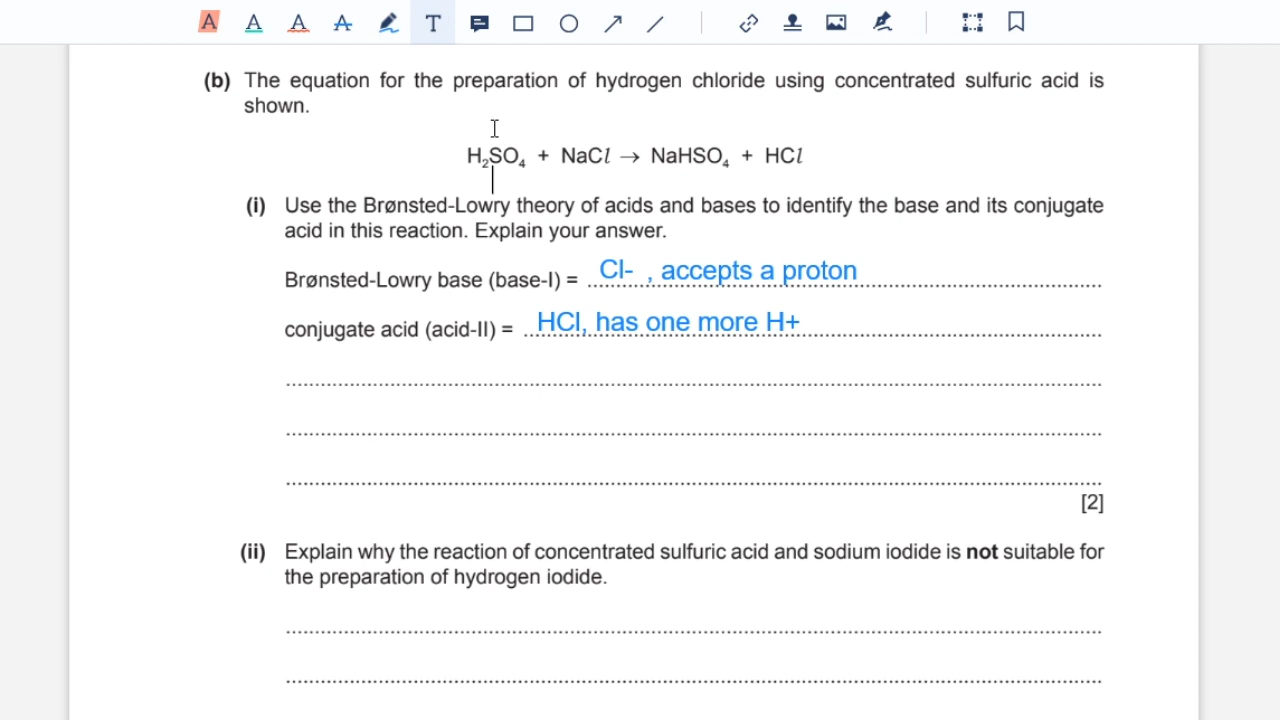 (b) The equation for the preparation of hydrogen chloride using concentrated sulfuric acid is
shown.
H₂SO₄ + NaCl → NaHSO₄ + HCl
(i) Use the Brønsted-Lowry theory of acids and bases to identify the base and its conjugate
acid in this reaction. Explain your answer.
Brønsted-Lowry base (base-I) = Cl- , accepts a proton
conjugate acid (acid-II) = HCl, has one more H+
[2]
(ii) Explain why the reaction of concentrated sulfuric acid and sodium iodide is not suitable for
the preparation of hydrogen iodide.